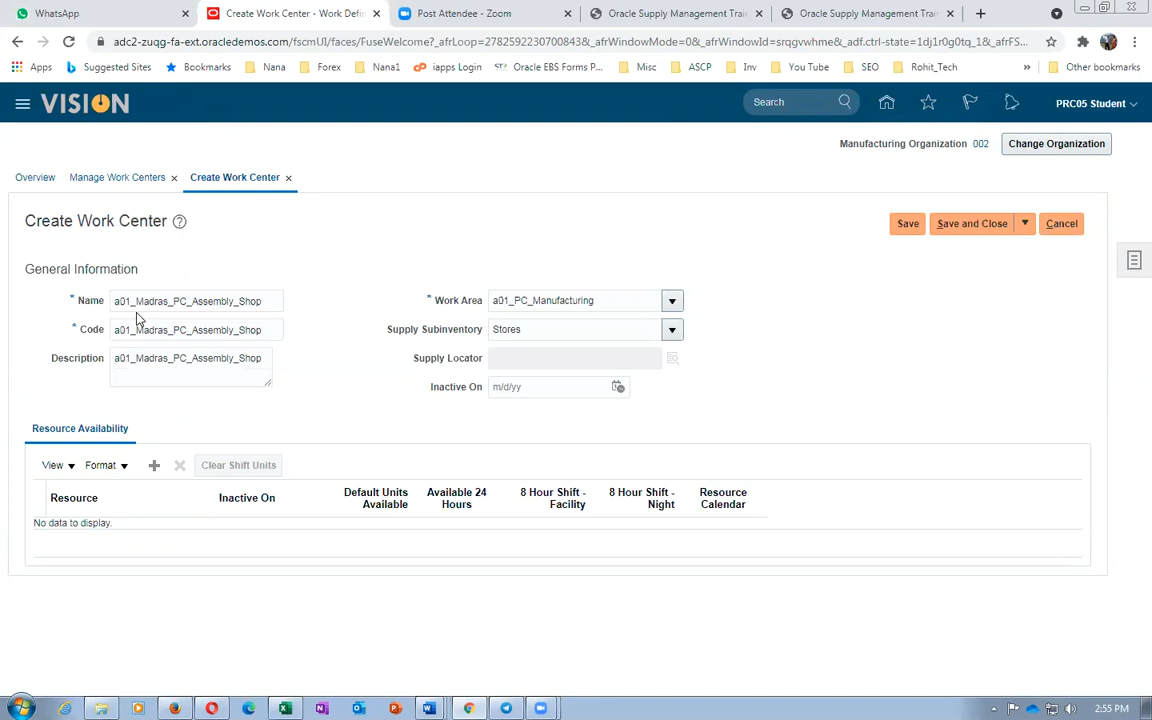 WhatsApp
Create Work Center - Work Defi
Post Attendee - Zoom
Oracle Supply Management Trai
Oracle Supply Management Trai
adc2-zuqg-fa-ext.oracledemos.com/fscmUI/faces/FuseWelcome?_afrLoop=2782592230700843&_afrWindowMode=0&_afrWindowId=srqgvwhme&_adf.ctrl-state=1dj1r0g0tq_1&_afrFS...
Apps Suggested Sites Bookmarks Nana Forex Nana1 iapps Login Oracle EBS Forms P... Misc ASCP Inv You Tube SEO Rohit_Tech » Other bookmarks
VISION
Search
PRC05 Student
Manufacturing Organization 002 Change Organization
Overview Manage Work Centers × Create Work Center ×
Create Work Center ?
Save Save and Close Cancel
General Information
* Name a01_Madras_PC_Assembly_Shop
* Code a01_Madras_PC_Assembly_Shop
Description a01_Madras_PC_Assembly_Shop
* Work Area a01_PC_Manufacturing
Supply Subinventory Stores
Supply Locator
Inactive On m/d/yy
Resource Availability
View Format Clear Shift Units
Resource
Inactive On
Default Units
Available
Available 24
Hours
8 Hour Shift -
Facility
8 Hour Shift -
Night
Resource
Calendar
No data to display.
2:55 PM